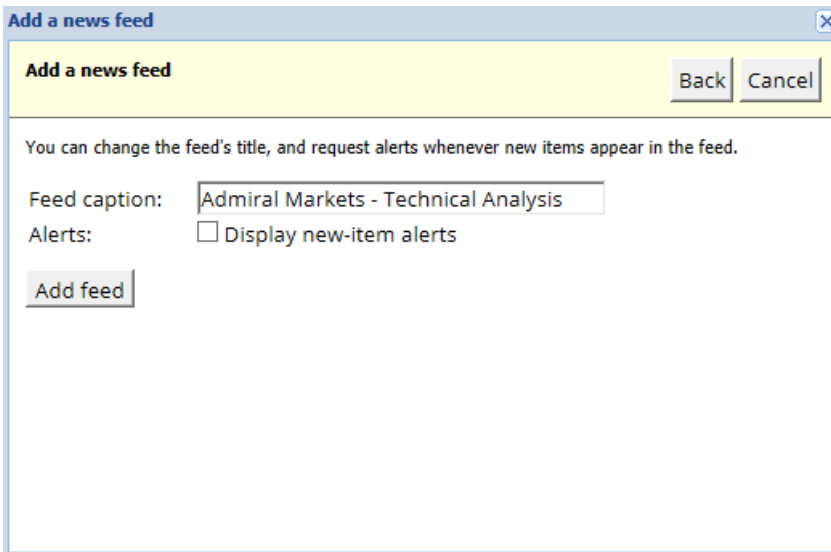 Add a news feed
Add a news feed
Back Cancel
You can change the feed's title, and request alerts whenever new items appear in the feed.
Feed caption: Admiral Markets - Technical Analysis
Alerts: Display new-item alerts
Add feed